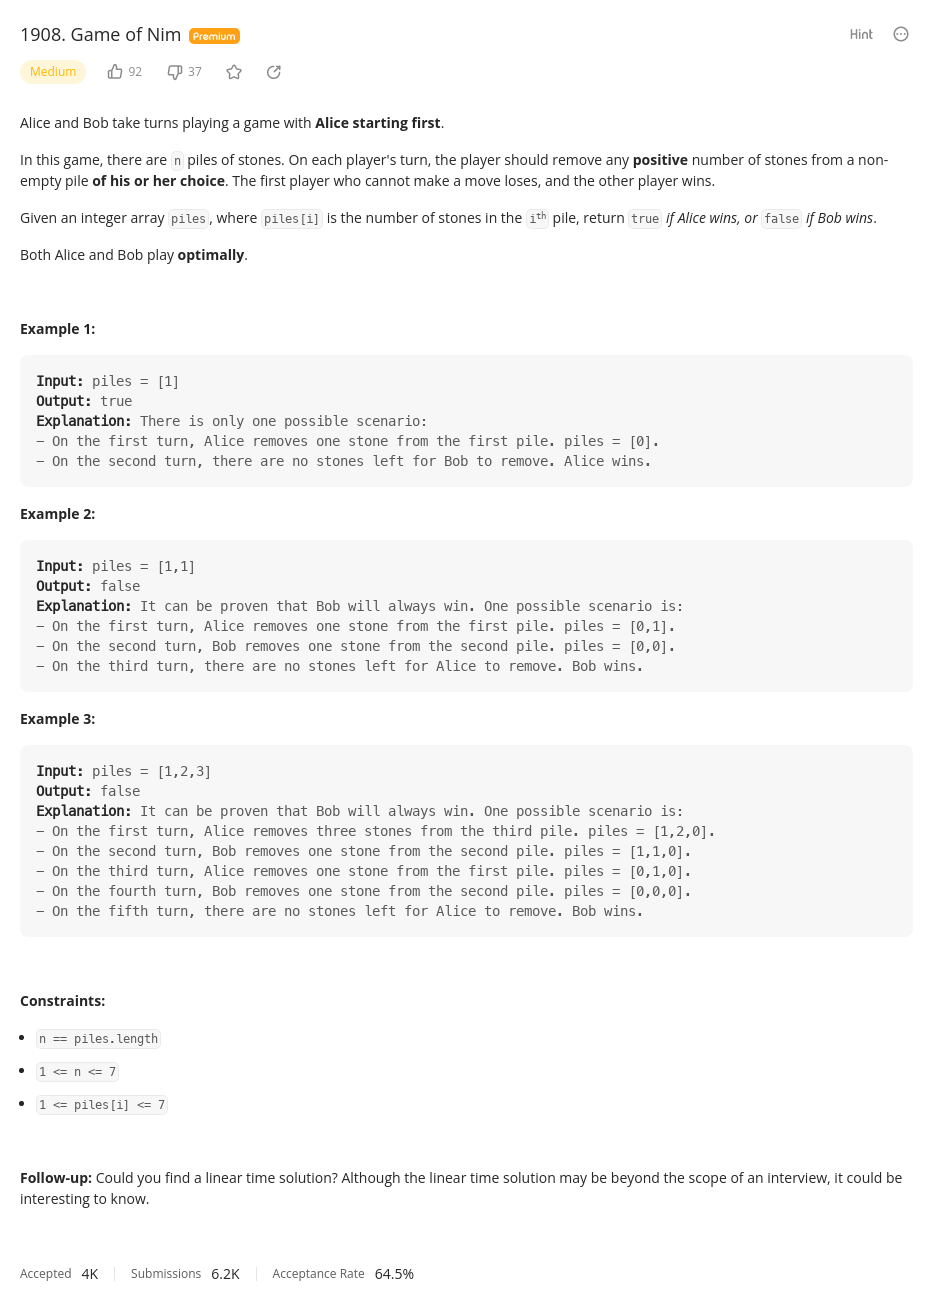 1908. Game of Nim Premium Hint
Medium 92 37
Alice and Bob take turns playing a game with Alice starting first.
In this game, there are n piles of stones. On each player's turn, the player should remove any positive number of stones from a non-
empty pile of his or her choice. The first player who cannot make a move loses, and the other player wins.
Given an integer array piles, where piles[i] is the number of stones in the iᵗʰ pile, return true if Alice wins, or false if Bob wins.
Both Alice and Bob play optimally.
Example 1:
Input: piles = [1]
Output: true
Explanation: There is only one possible scenario:
– On the first turn, Alice removes one stone from the first pile. piles = [0].
– On the second turn, there are no stones left for Bob to remove. Alice wins.
Example 2:
Input: piles = [1,1]
Output: false
Explanation: It can be proven that Bob will always win. One possible scenario is:
– On the first turn, Alice removes one stone from the first pile. piles = [0,1].
– On the second turn, Bob removes one stone from the second pile. piles = [0,0].
– On the third turn, there are no stones left for Alice to remove. Bob wins.
Example 3:
Input: piles = [1,2,3]
Output: false
Explanation: It can be proven that Bob will always win. One possible scenario is:
– On the first turn, Alice removes three stones from the third pile. piles = [1,2,0].
– On the second turn, Bob removes one stone from the second pile. piles = [1,1,0].
– On the third turn, Alice removes one stone from the first pile. piles = [0,1,0].
– On the fourth turn, Bob removes one stone from the second pile. piles = [0,0,0].
– On the fifth turn, there are no stones left for Alice to remove. Bob wins.
Constraints:
• n == piles.length
• 1 <= n <= 7
• 1 <= piles[i] <= 7
Follow-up: Could you find a linear time solution? Although the linear time solution may be beyond the scope of an interview, it could be
interesting to know.
Accepted 4K Submissions 6.2K Acceptance Rate 64.5%